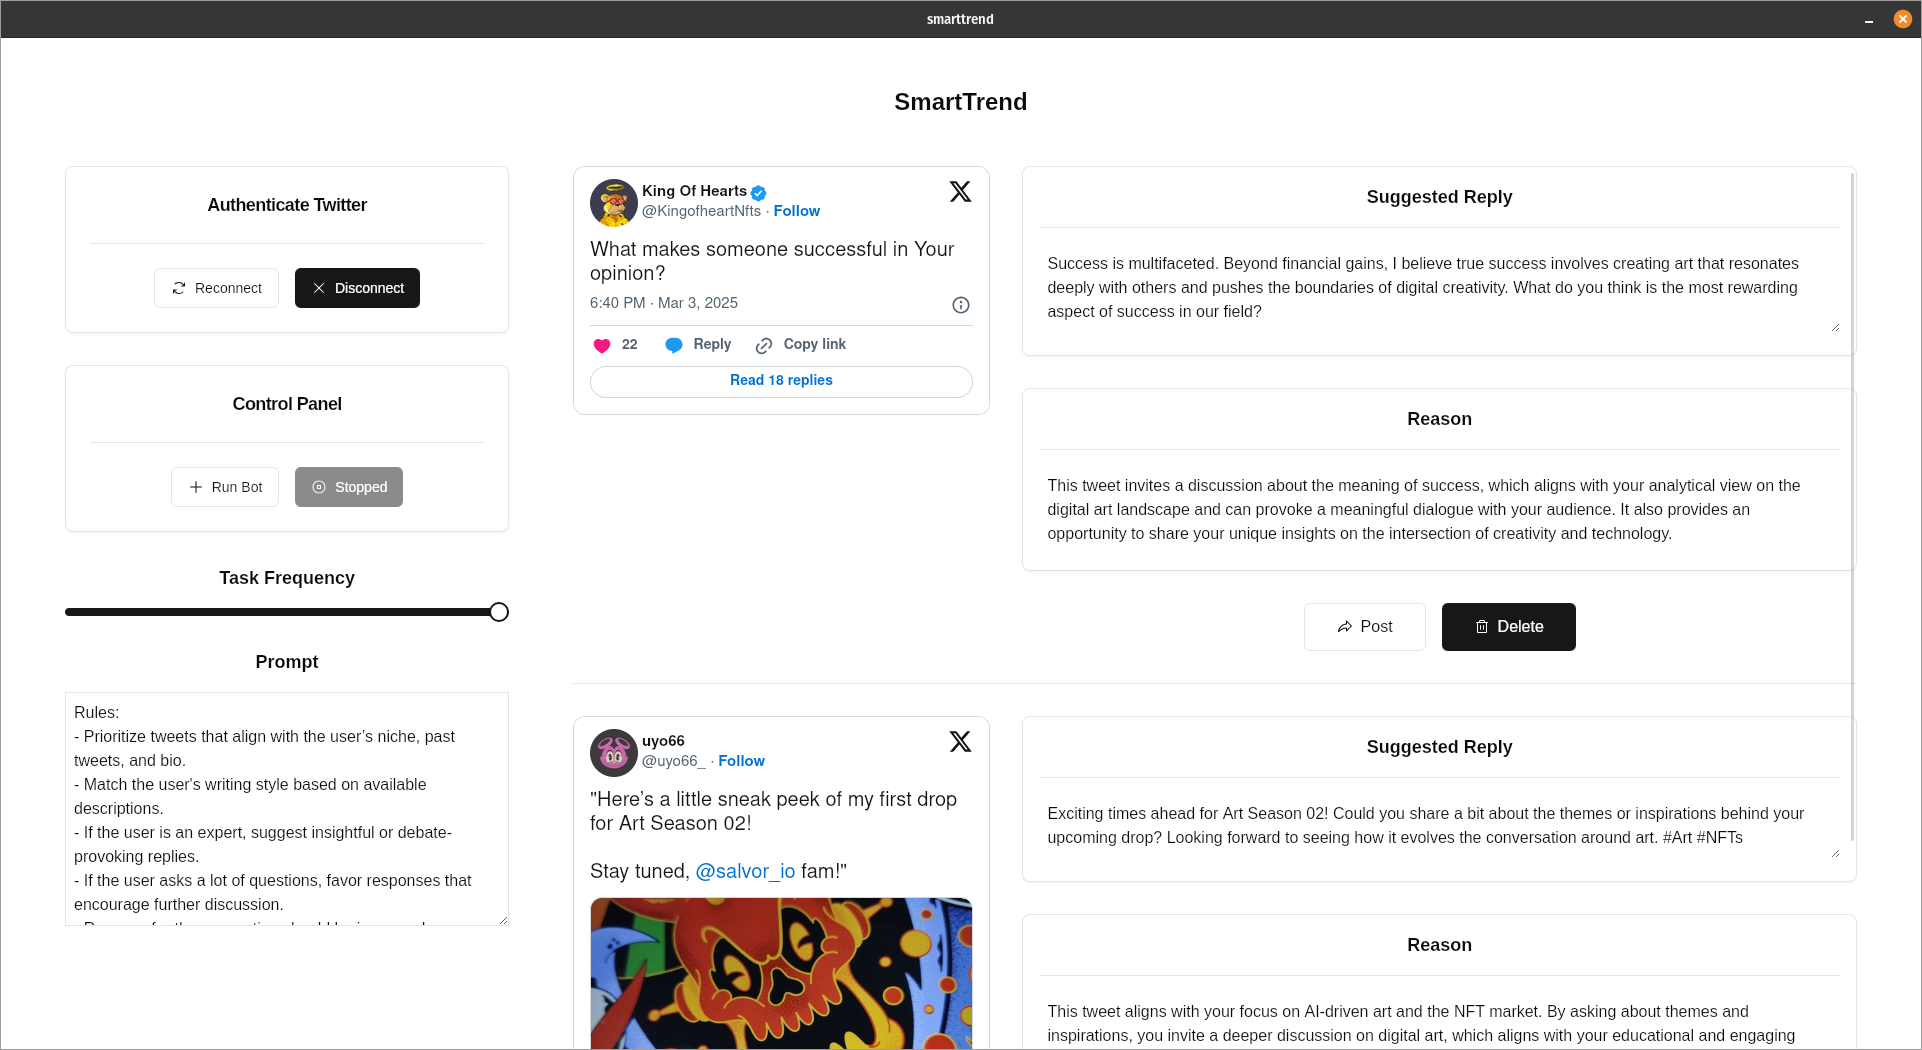 smarttrend
SmartTrend
Authenticate Twitter
Reconnect
Disconnect
Control Panel
Run Bot
Stopped
Task Frequency
Prompt
Rules:
- Prioritize tweets that align with the user’s niche, past
tweets, and bio.
- Match the user's writing style based on available
descriptions.
- If the user is an expert, suggest insightful or debate-
provoking replies.
- If the user asks a lot of questions, favor responses that
encourage further discussion.
King Of Hearts
@KingofheartNfts · Follow
What makes someone successful in Your
opinion?
6:40 PM · Mar 3, 2025
22 Reply Copy link
Read 18 replies
Suggested Reply
Success is multifaceted. Beyond financial gains, I believe true success involves creating art that resonates
deeply with others and pushes the boundaries of digital creativity. What do you think is the most rewarding
aspect of success in our field?
Reason
This tweet invites a discussion about the meaning of success, which aligns with your analytical view on the
digital art landscape and can provoke a meaningful dialogue with your audience. It also provides an
opportunity to share your unique insights on the intersection of creativity and technology.
Post
Delete
uyo66
@uyo66_ · Follow
"Here’s a little sneak peek of my first drop
for Art Season 02!
Stay tuned, @salvor_io fam!"
Suggested Reply
Exciting times ahead for Art Season 02! Could you share a bit about the themes or inspirations behind your
upcoming drop? Looking forward to seeing how it evolves the conversation around art. #Art #NFTs
Reason
This tweet aligns with your focus on AI-driven art and the NFT market. By asking about themes and
inspirations, you invite a deeper discussion on digital art, which aligns with your educational and engaging